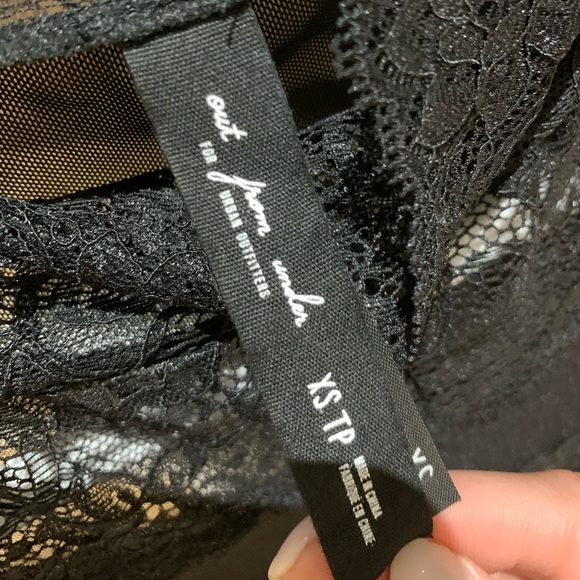 out from under
FOR URBAN OUTFITTERS
XS-TP
MADE IN CHINA
FABRIQUÉ EN CHINE
VC